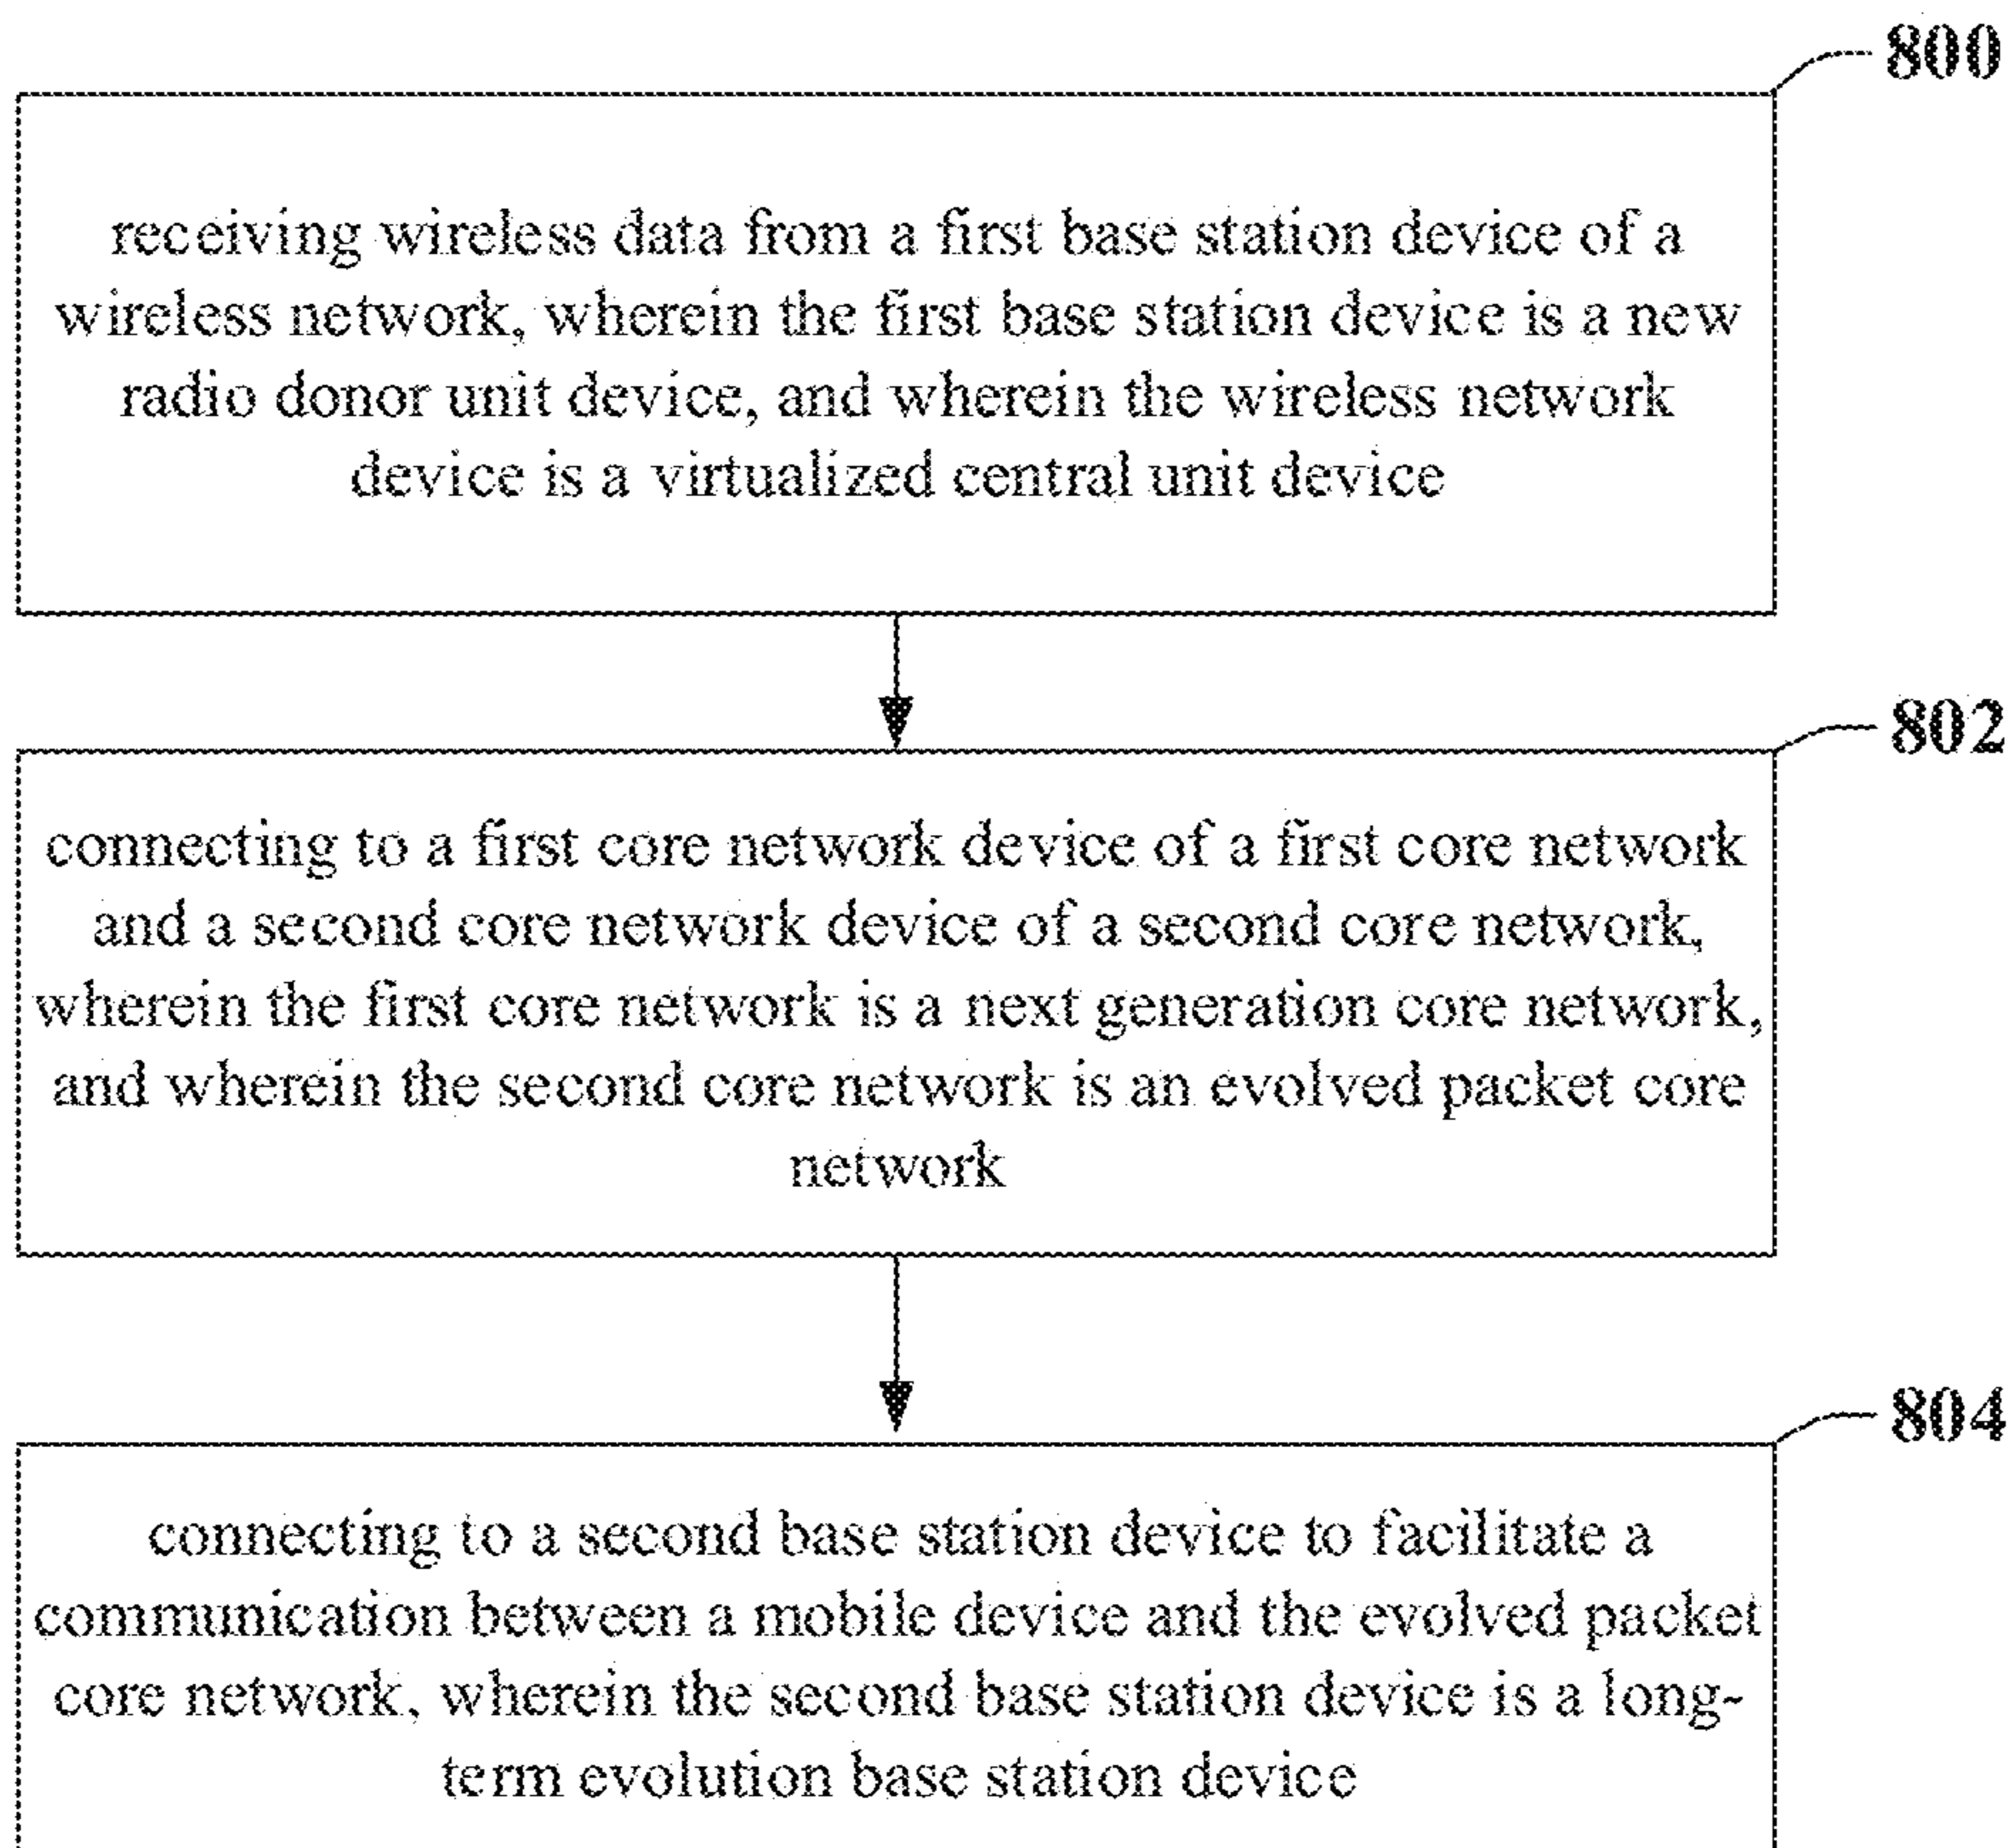 800
receiving wireless data from a first base station device of a
wireless network, wherein the first base station device is a new
radio donor unit device, and wherein the wireless network
device is a virtualized central unit device
802
connecting to a first core network device of a first core network
and a second core network device of a second core network,
wherein the first core network is a next generation core network,
and wherein the second core network is an evolved packet core
network
804
connecting to a second base station device to facilitate a
communication between a mobile device and the evolved packet
core network, wherein the second base station device is a long-
term evolution base station device